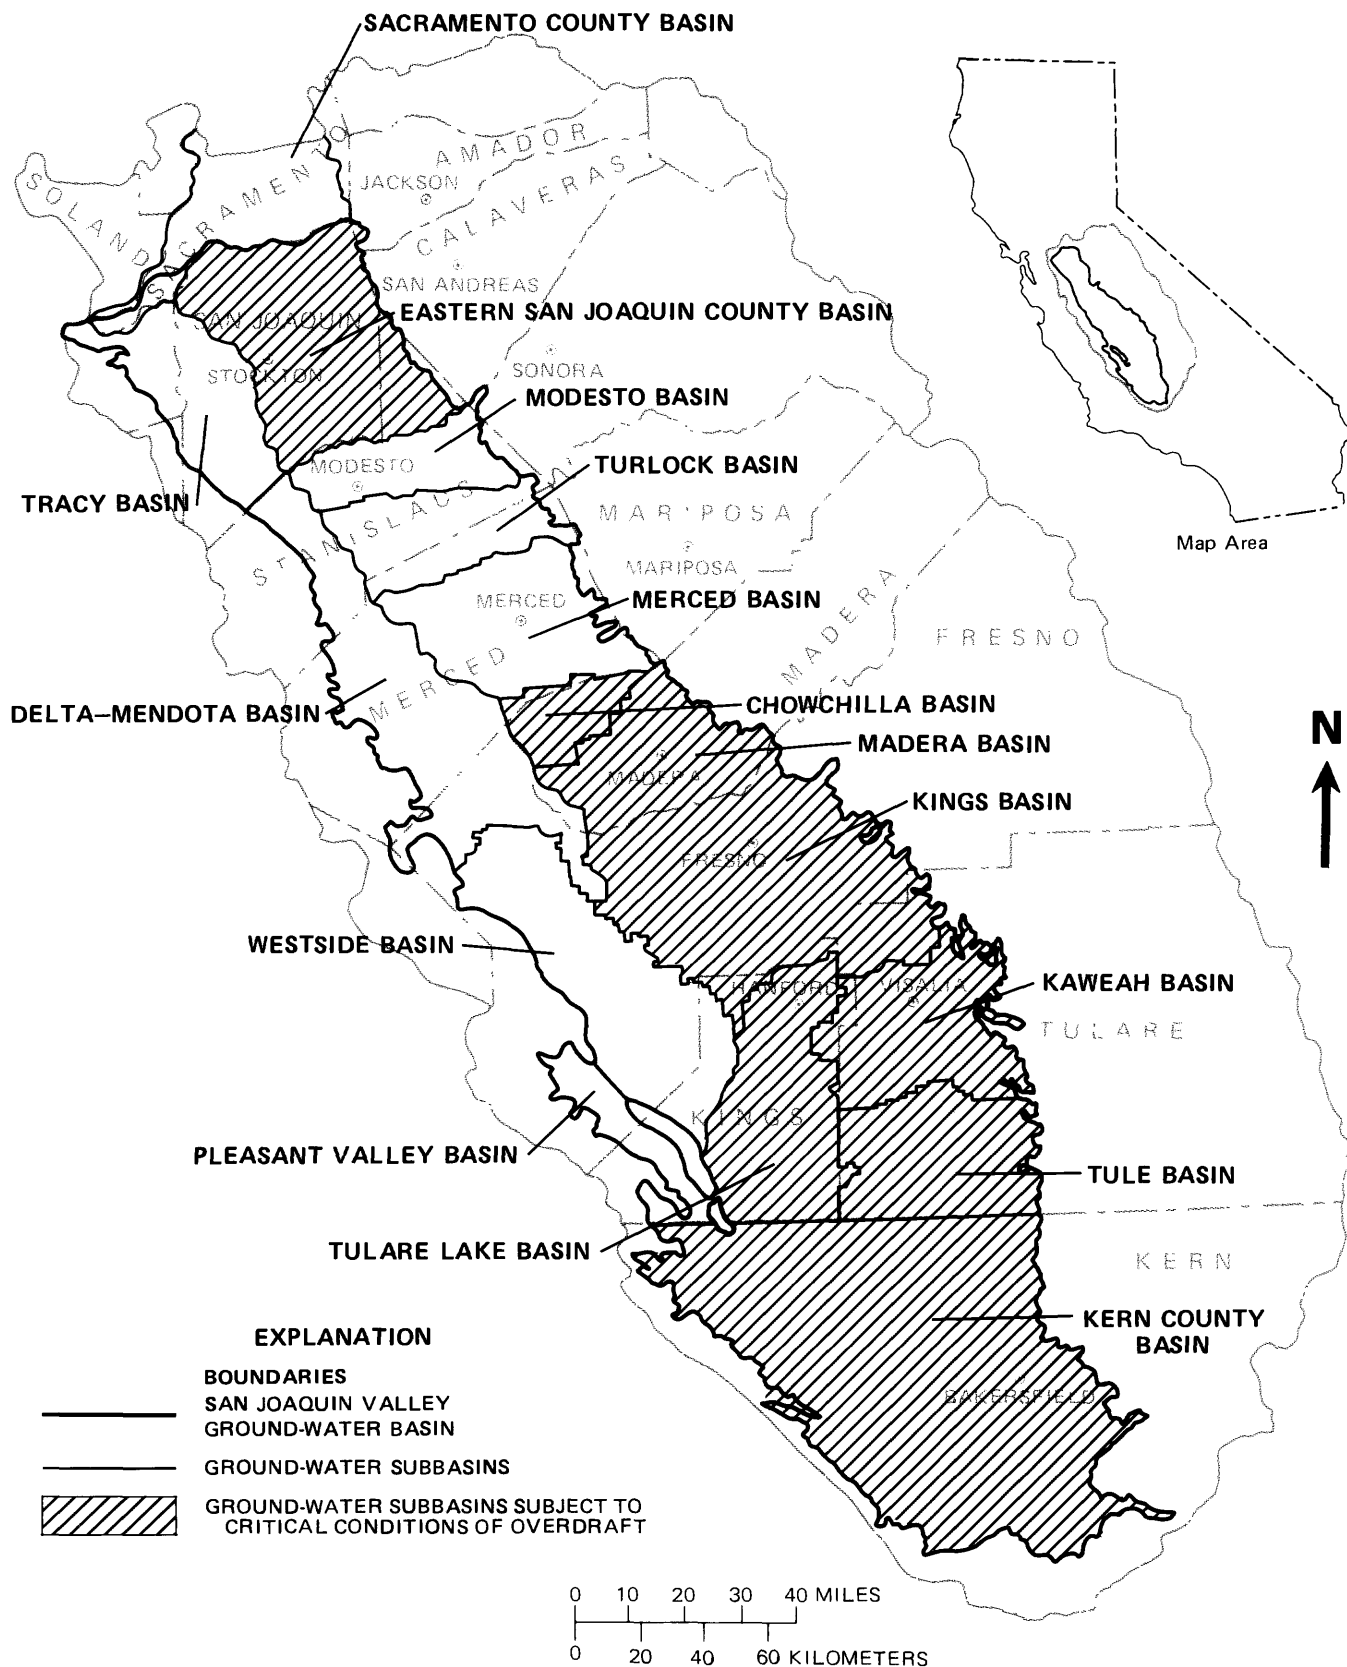 SACRAMENTO COUNTY BASIN
AMADOR
JACKSON
CALAVERAS
SOLANO
SACRAMENTO
SAN ANDREAS
SAN JOAQUIN
EASTERN SAN JOAQUIN COUNTY BASIN
STOCKTON
SONORA
MODESTO BASIN
MODESTO
TURLOCK BASIN
TRACY BASIN
STANISLAUS
MARIPOSA
Map Area
MARIPOSA
MERCED
MERCED BASIN
MADERA
FRESNO
MERCED
DELTA–MENDOTA BASIN
CHOWCHILLA BASIN
N
MADERA BASIN
MADERA
KINGS BASIN
FRESNO
WESTSIDE BASIN
HANFORD
VISALIA
KAWEAH BASIN
TULARE
KINGS
PLEASANT VALLEY BASIN
TULE BASIN
TULARE LAKE BASIN
KERN
KERN COUNTY
BASIN
BAKERSFIELD
EXPLANATION
BOUNDARIES
SAN JOAQUIN VALLEY
GROUND-WATER BASIN
GROUND-WATER SUBBASINS
GROUND-WATER SUBBASINS SUBJECT TO
CRITICAL CONDITIONS OF OVERDRAFT
0 10 20 30 40 MILES
0 20 40 60 KILOMETERS